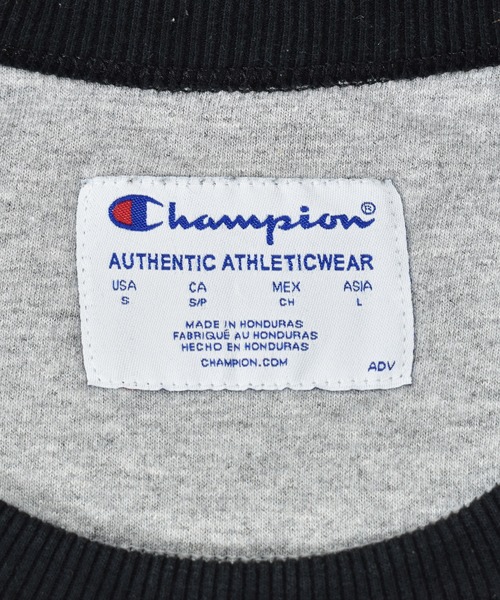 Champion®
AUTHENTIC ATHLETICWEAR
USA CA MEX ASIA
S S/P CH L
MADE IN HONDURAS
FABRIQUÉ AU HONDURAS
HECHO EN HONDURAS
CHAMPION.COM
ADV